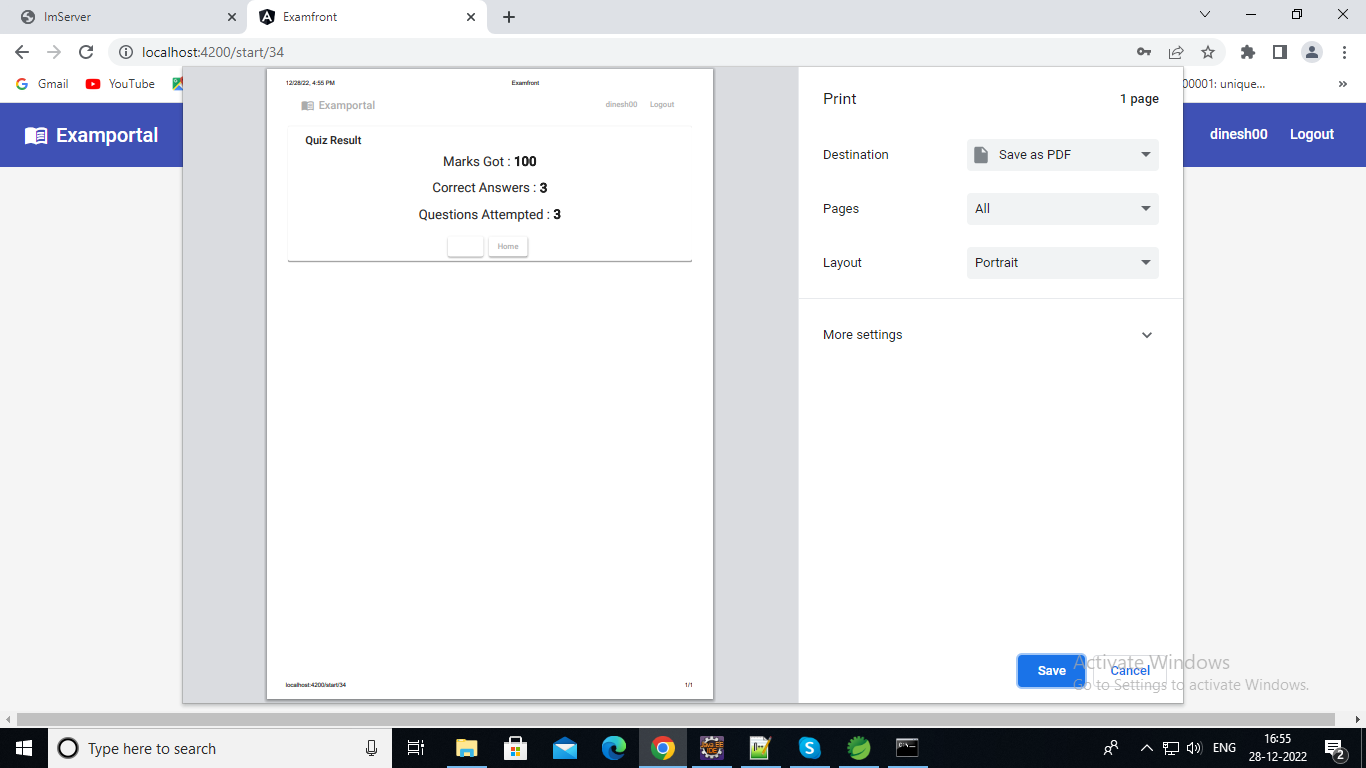 ImServer
Examfront
localhost:4200/start/34
Gmail
YouTube
00001: unique...
»
Examportal
dinesh00
Logout
12/28/22, 4:55 PM
Examfront
Examportal
dinesh00
Logout
Quiz Result
Marks Got : 100
Correct Answers : 3
Questions Attempted : 3
Home
localhost:4200/start/34
1/1
Print
1 page
Destination
Save as PDF
Pages
All
Layout
Portrait
More settings
Save
Cancel
Activate Windows
Go to Settings to activate Windows.
Type here to search
ENG
16:55
28-12-2022
2